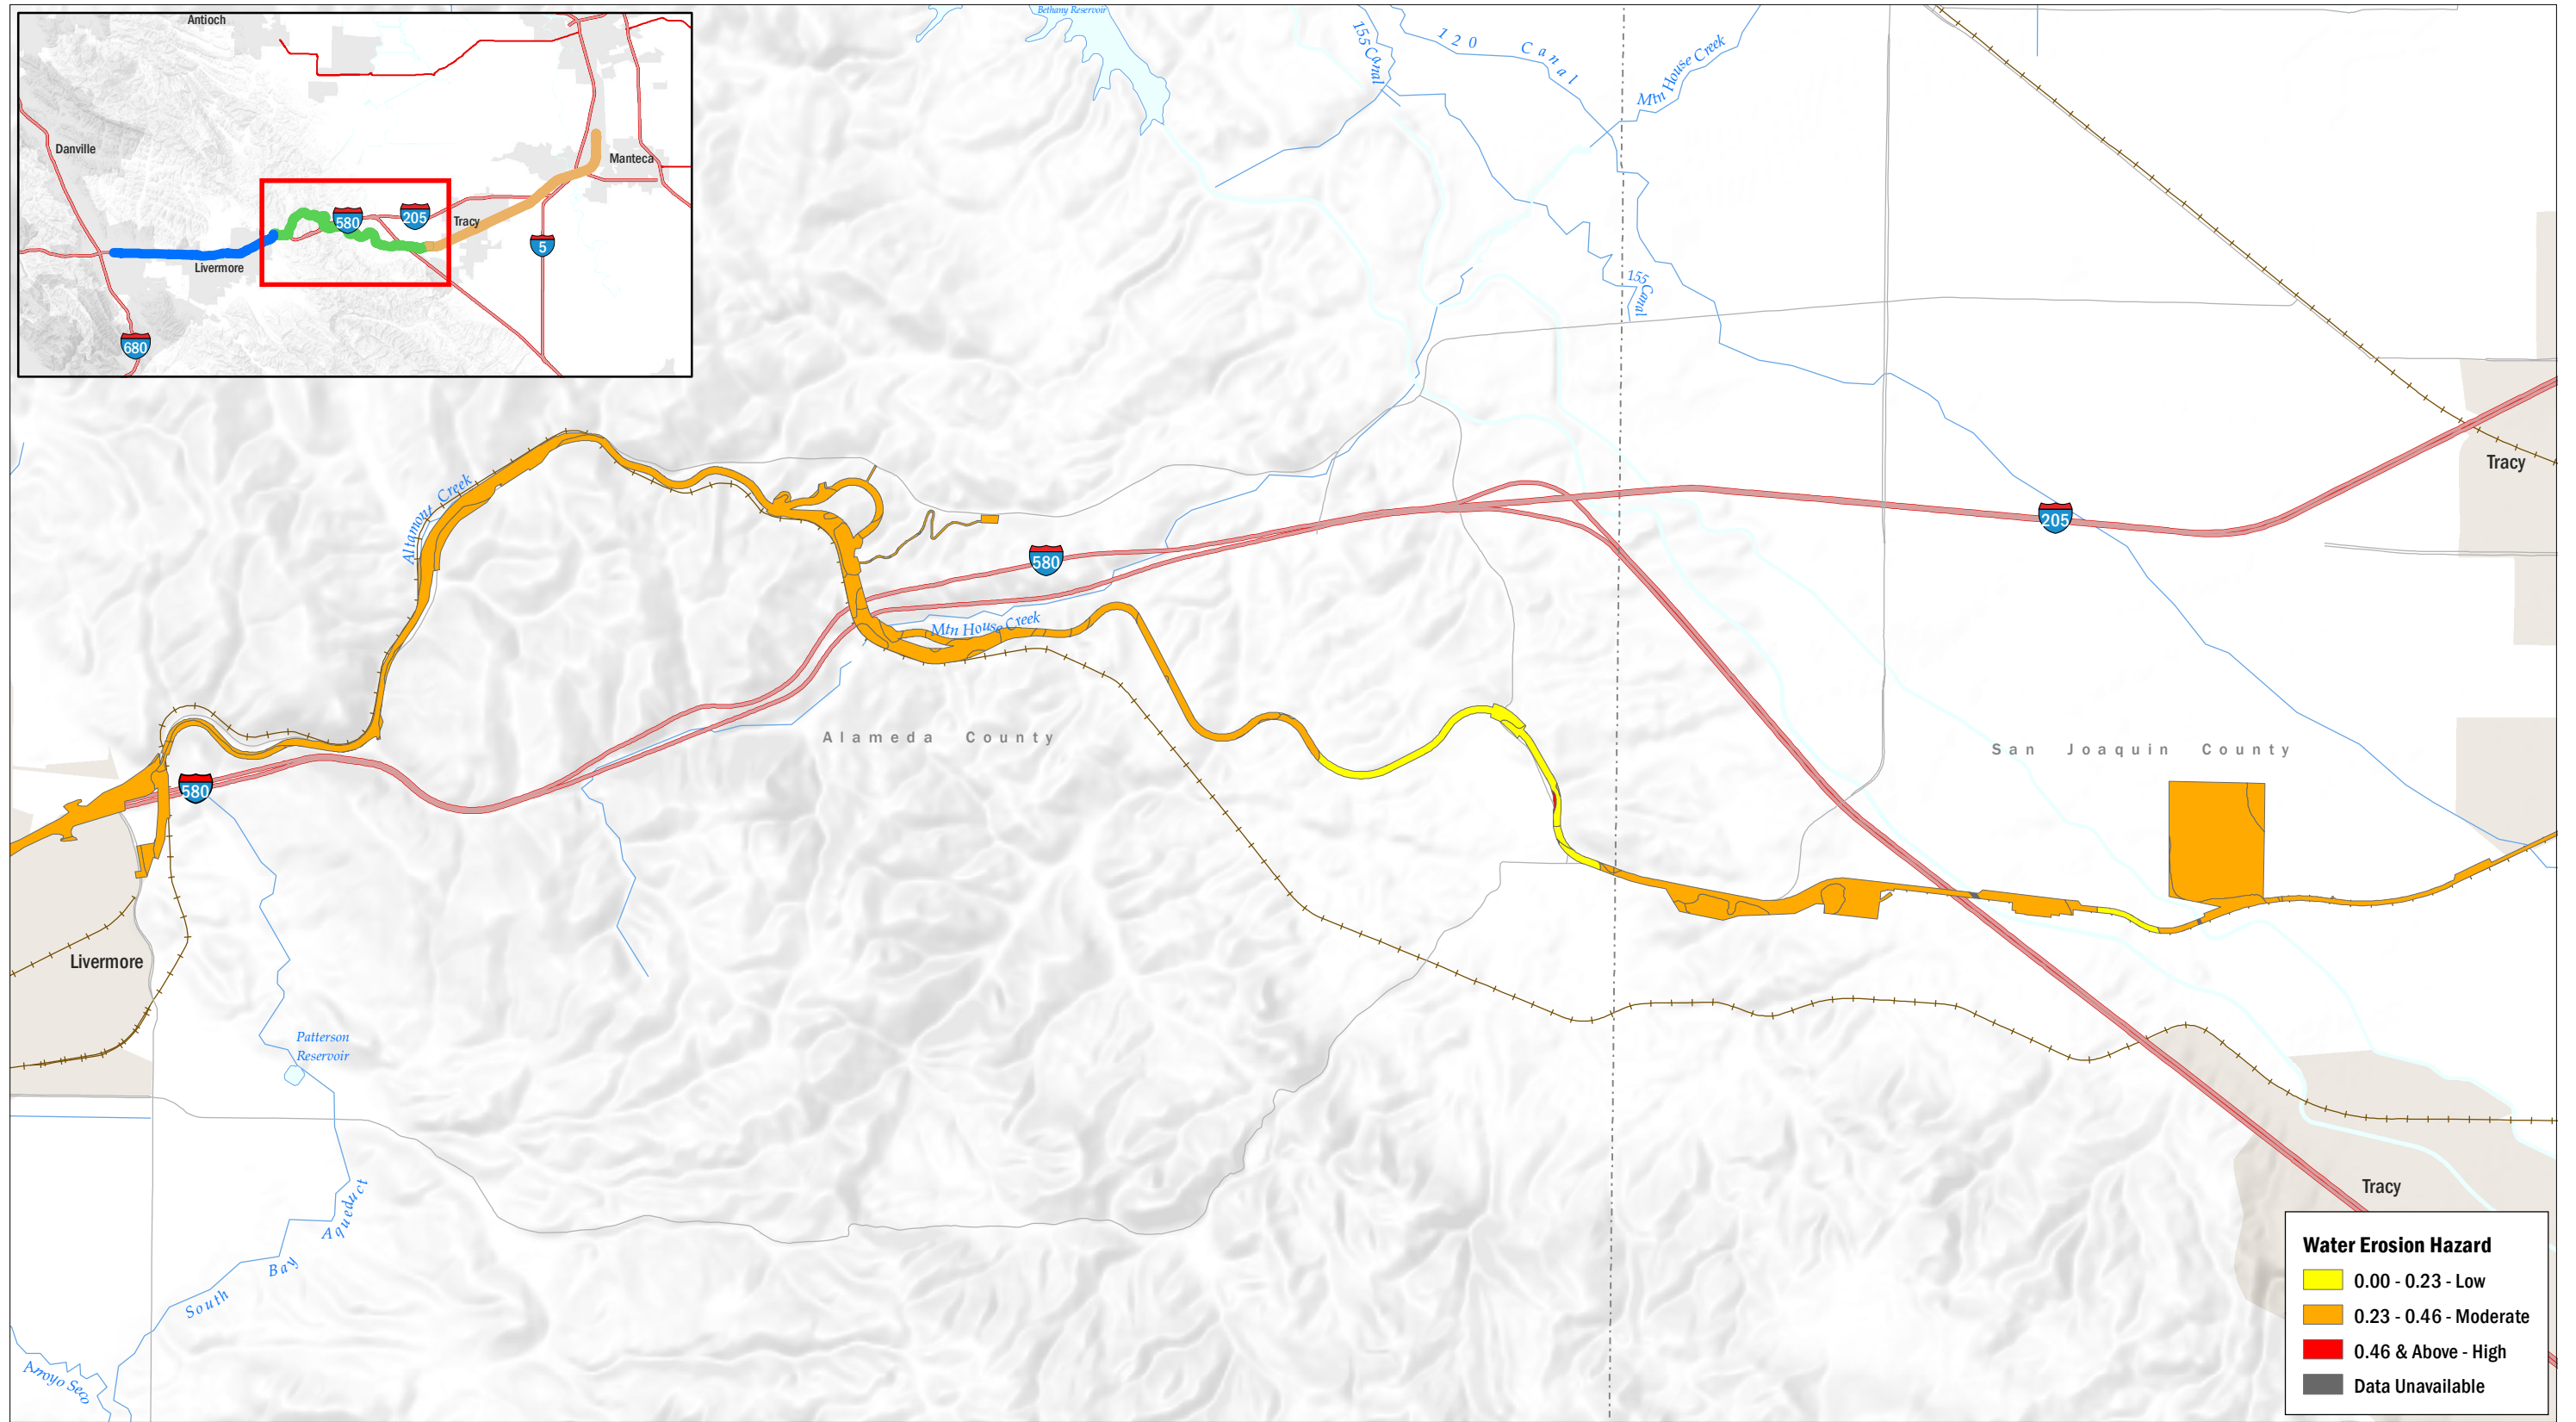 Antioch
Danville
Manteca
580
205
Tracy
5
Livermore
680
Bethany Reservoir
155 Canal
120 Canal
Mtn House Creek
155 Canal
Tracy
Altamont Creek
205
580
Mtn House Creek
Alameda County
San Joaquin County
580
Livermore
Patterson
Reservoir
South Bay Aqueduct
Arroyo Seco
Tracy
Water Erosion Hazard
0.00 - 0.23 - Low
0.23 - 0.46 - Moderate
0.46 & Above - High
Data Unavailable